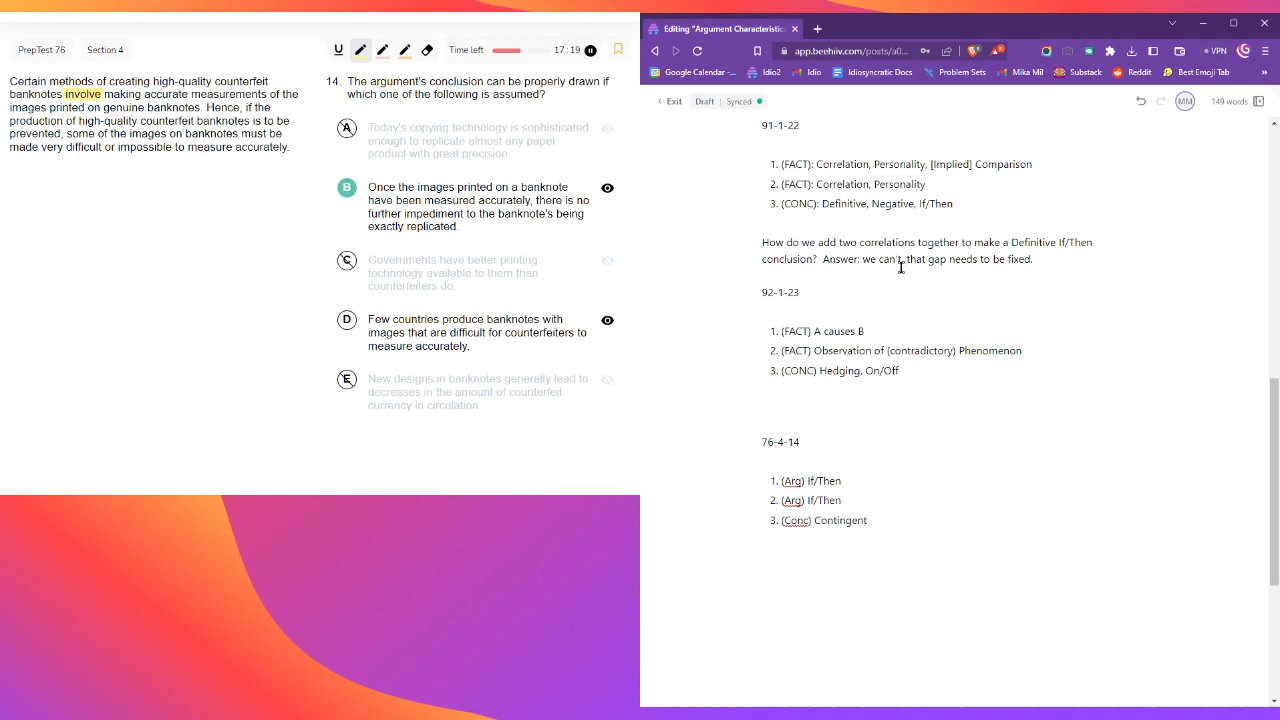 PrepTest 76
Section 4
U
Time left
17:19
Certain methods of creating high-quality counterfeit
banknotes involve making accurate measurements of the
images printed on genuine banknotes. Hence, if the
production of high-quality counterfeit banknotes is to be
prevented, some of the images on banknotes must be
made very difficult or impossible to measure accurately.
14. The argument's conclusion can be properly drawn if
which one of the following is assumed?
A
Today's copying technology is sophisticated
enough to replicate almost any paper
product with great precision.
B
Once the images printed on a banknote
have been measured accurately, there is no
further impediment to the banknote's being
exactly replicated.
C
Governments have better printing
technology available to them than
counterfeiters do.
D
Few countries produce banknotes with
images that are difficult for counterfeiters to
measure accurately.
E
New designs in banknotes generally lead to
decreases in the amount of counterfeit
currency in circulation.
Editing "Argument Characteristic
app.beehiiv.com/posts/a0...
VPN
Google Calendar -...
Idio2
Idio
Idiosyncratic Docs
Problem Sets
Mika Mil
Substack
Reddit
Best Emoji Tab
»
Exit
Draft
Synced
MM
149 words
91-1-22
1. (FACT): Correlation, Personality, [Implied] Comparison
2. (FACT): Correlation, Personality
3. (CONC): Definitive, Negative, If/Then
How do we add two correlations together to make a Definitive If/Then
conclusion? Answer: we can't, that gap needs to be fixed.
92-1-23
1. (FACT) A causes B
2. (FACT) Observation of (contradictory) Phenomenon
3. (CONC) Hedging, On/Off
76-4-14
1. (Arg) If/Then
2. (Arg) If/Then
3. (Conc) Contingent